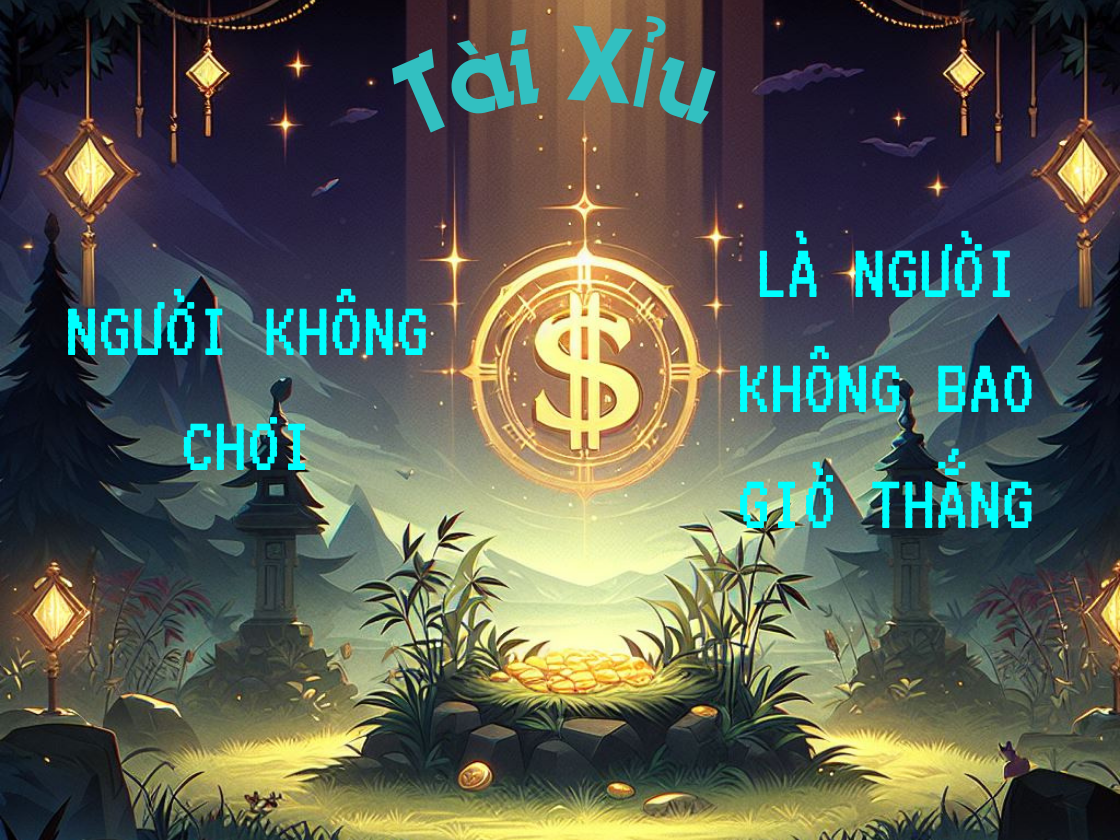 Tài Xỉu
NGƯỜI KHÔNG
CHƠI
LÀ NGƯỜI
KHÔNG BAO
GIỜ THẮNG